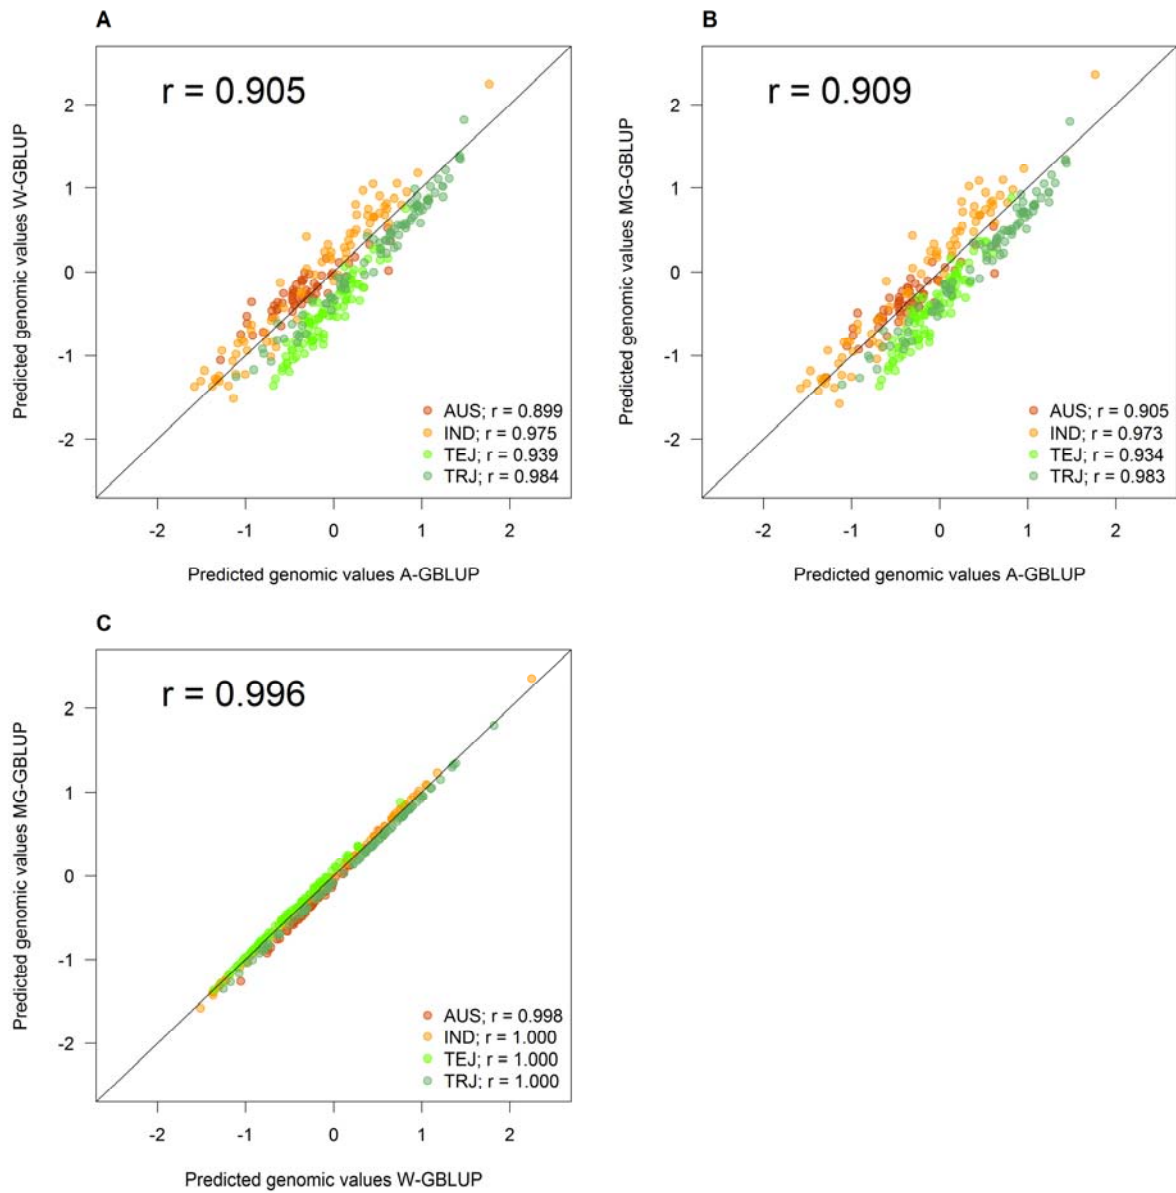 A
r = 0.905
Predicted genomic values W-GBLUP
2
1
0
-1
-2
AUS; r = 0.899
IND; r = 0.975
TEJ; r = 0.939
TRJ; r = 0.984
-2 -1 0 1 2
Predicted genomic values A-GBLUP
B
r = 0.909
Predicted genomic values MG-GBLUP
2
1
0
-1
-2
AUS; r = 0.905
IND; r = 0.973
TEJ; r = 0.934
TRJ; r = 0.983
-2 -1 0 1 2
Predicted genomic values A-GBLUP
C
r = 0.996
Predicted genomic values MG-GBLUP
2
1
0
-1
-2
AUS; r = 0.998
IND; r = 1.000
TEJ; r = 1.000
TRJ; r = 1.000
-2 -1 0 1 2
Predicted genomic values W-GBLUP